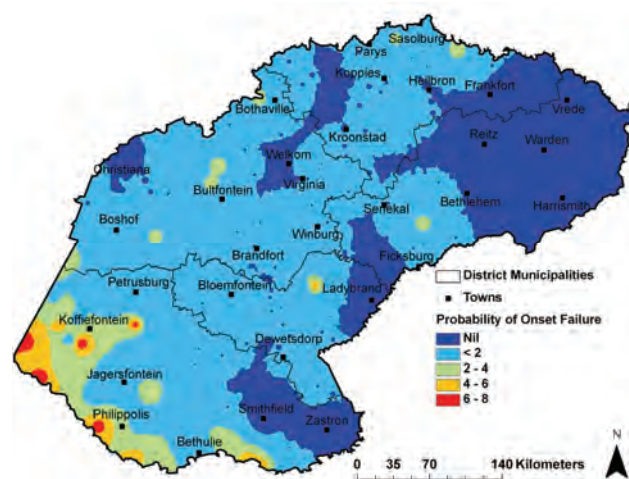 Sasolburg
Parys
Koppies
Heilbron
Frankfort
Vrede
Bothaville
Kroonstad
Reitz
Warden
Welkom
Christiana
Virginia
Bultfontein
Bethlehem
Harrismith
Senekal
Boshof
Winburg
Brandfort
Ficksburg
Petrusburg
Bloemfontein
Ladybrand
Koffiefontein
Dewetsdorp
Jagersfontein
Philippolis
Smithfield
Zastron
Bethulie
District Municipalities
Towns
Probability of Onset Failure
Nil
< 2
2 - 4
4 - 6
6 - 8
N
0 35 70 140 Kilometers